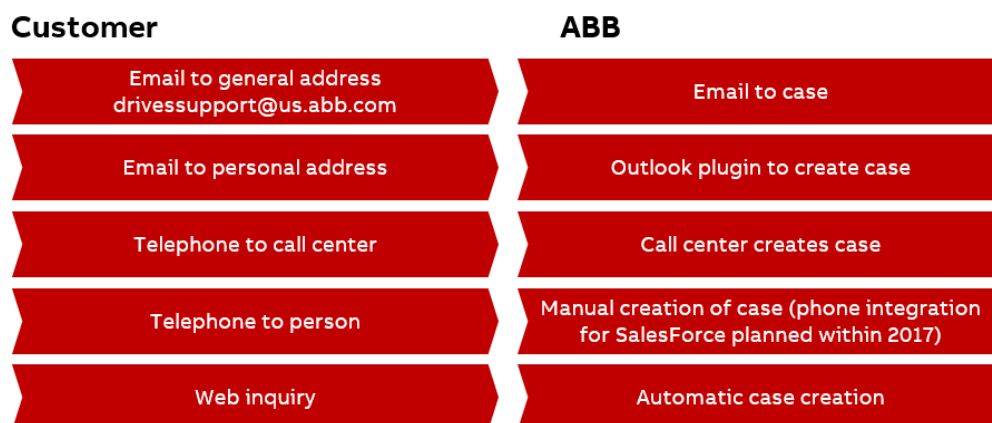 Customer
ABB
Email to general address
drivessupport@us.abb.com
Email to case
Email to personal address
Outlook plugin to create case
Telephone to call center
Call center creates case
Telephone to person
Manual creation of case (phone integration
for SalesForce planned within 2017)
Web inquiry
Automatic case creation